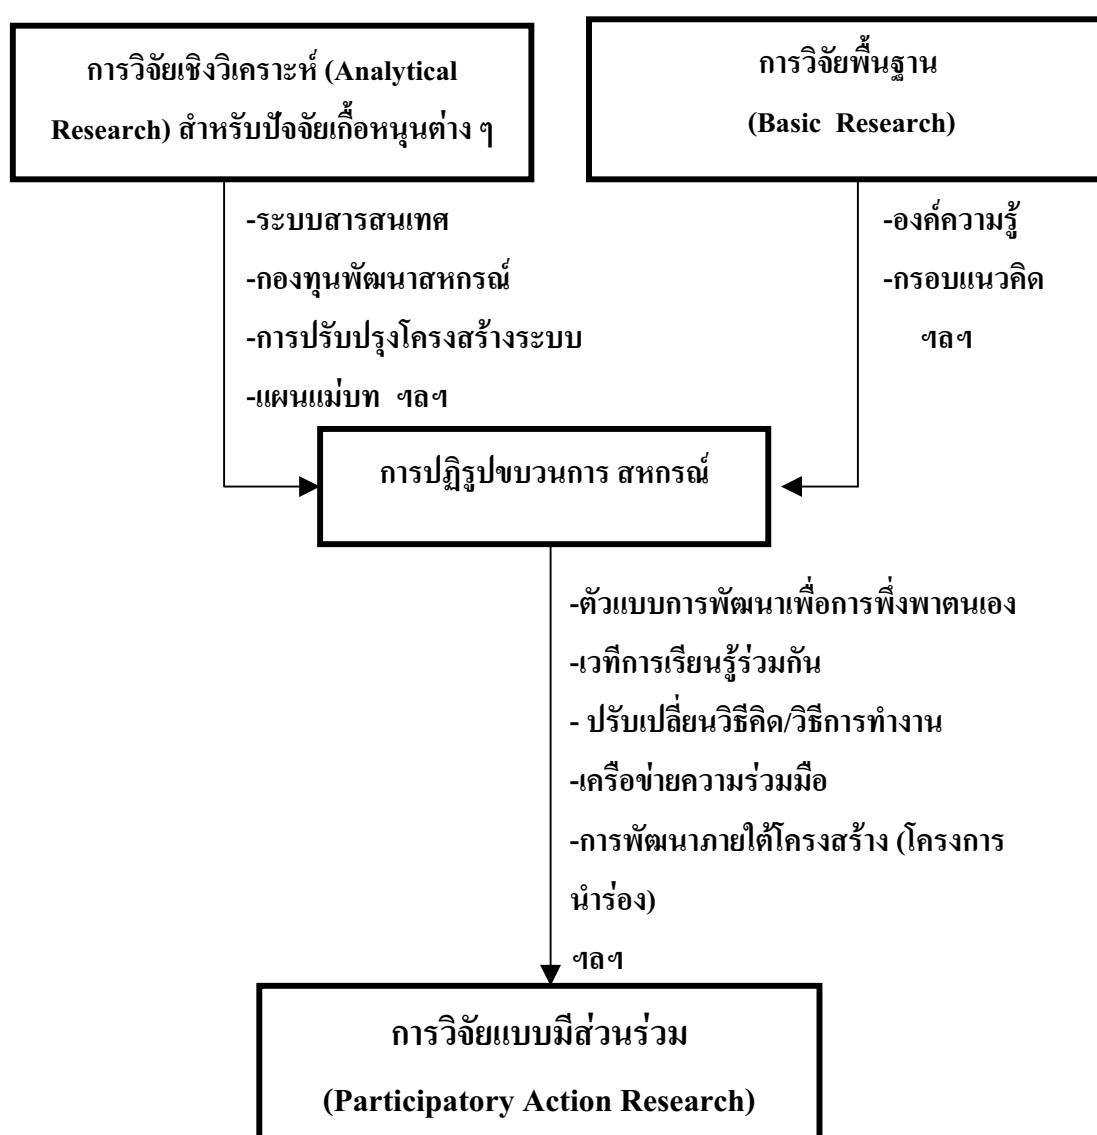 การวิจัยเชิงวิเคราะห์ (Analytical
Research) สำหรับปัจจัยเกื้อหนุนต่าง ๆ
การวิจัยพื้นฐาน
(Basic Research)
-ระบบสารสนเทศ
-กองทุนพัฒนาสหกรณ์
-การปรับปรุงโครงสร้างระบบ
-แผนแม่บท ฯลฯ
-องค์ความรู้
-กรอบแนวคิด
ฯลฯ
การปฏิรูปขบวนการ สหกรณ์
-ตัวแบบการพัฒนาเพื่อการพึ่งพาตนเอง
-เวทีการเรียนรู้ร่วมกัน
- ปรับเปลี่ยนวิธีคิด/วิธีการทำงาน
-เครือข่ายความร่วมมือ
-การพัฒนาภายใต้โครงสร้าง (โครงการ
นำร่อง)
ฯลฯ
การวิจัยแบบมีส่วนร่วม
(Participatory Action Research)